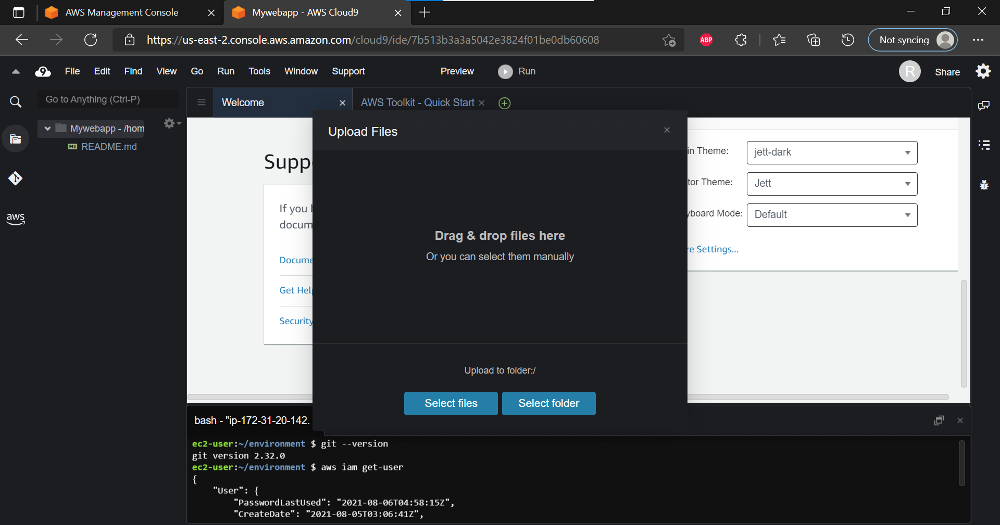 AWS Management Console
Mywebapp - AWS Cloud9
https://us-east-2.console.aws.amazon.com/cloud9/ide/7b513b3a3a5042e3824f01be0db60608
ABP
Not syncing
9
File Edit Find View Go Run Tools Window Support Preview Run
R
Share
Go to Anything (Ctrl-P)
Welcome
AWS Toolkit - Quick Start
Mywebapp - /hom
README.md
aws
Upload Files
Supp
in Theme:
jett-dark
tor Theme:
Jett
If you
docum
yboard Mode:
Default
Drag & drop files here
re Settings...
Or you can select them manually
Docume
Get Hel
Security
Upload to folder:/
Select files
Select folder
bash - "ip-172-31-20-142.
ec2-user:~/environment $ git --version
git version 2.32.0
ec2-user:~/environment $ aws iam get-user
{
"User": {
"PasswordLastUsed": "2021-08-06T04:58:15Z",
"CreateDate": "2021-08-05T03:06:41Z",